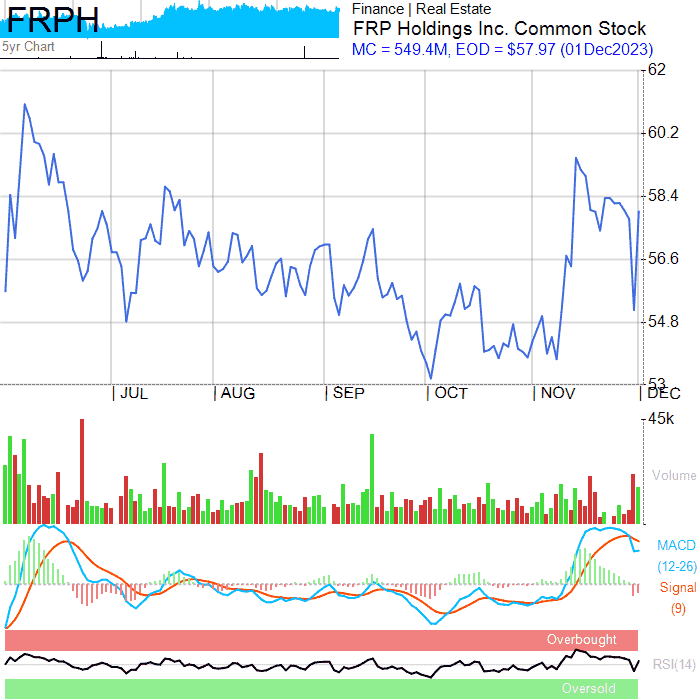 FRPH
5yr Chart
Finance | Real Estate
FRP Holdings Inc. Common Stock
MC = 549.4M, EOD = $57.97 (01Dec2023)
62
60.2
58.4
56.6
54.8
53
JUL AUG SEP OCT NOV DEC
45k
Volume
MACD
(12-26)
Signal
(9)
Overbought
RSI(14)
Oversold